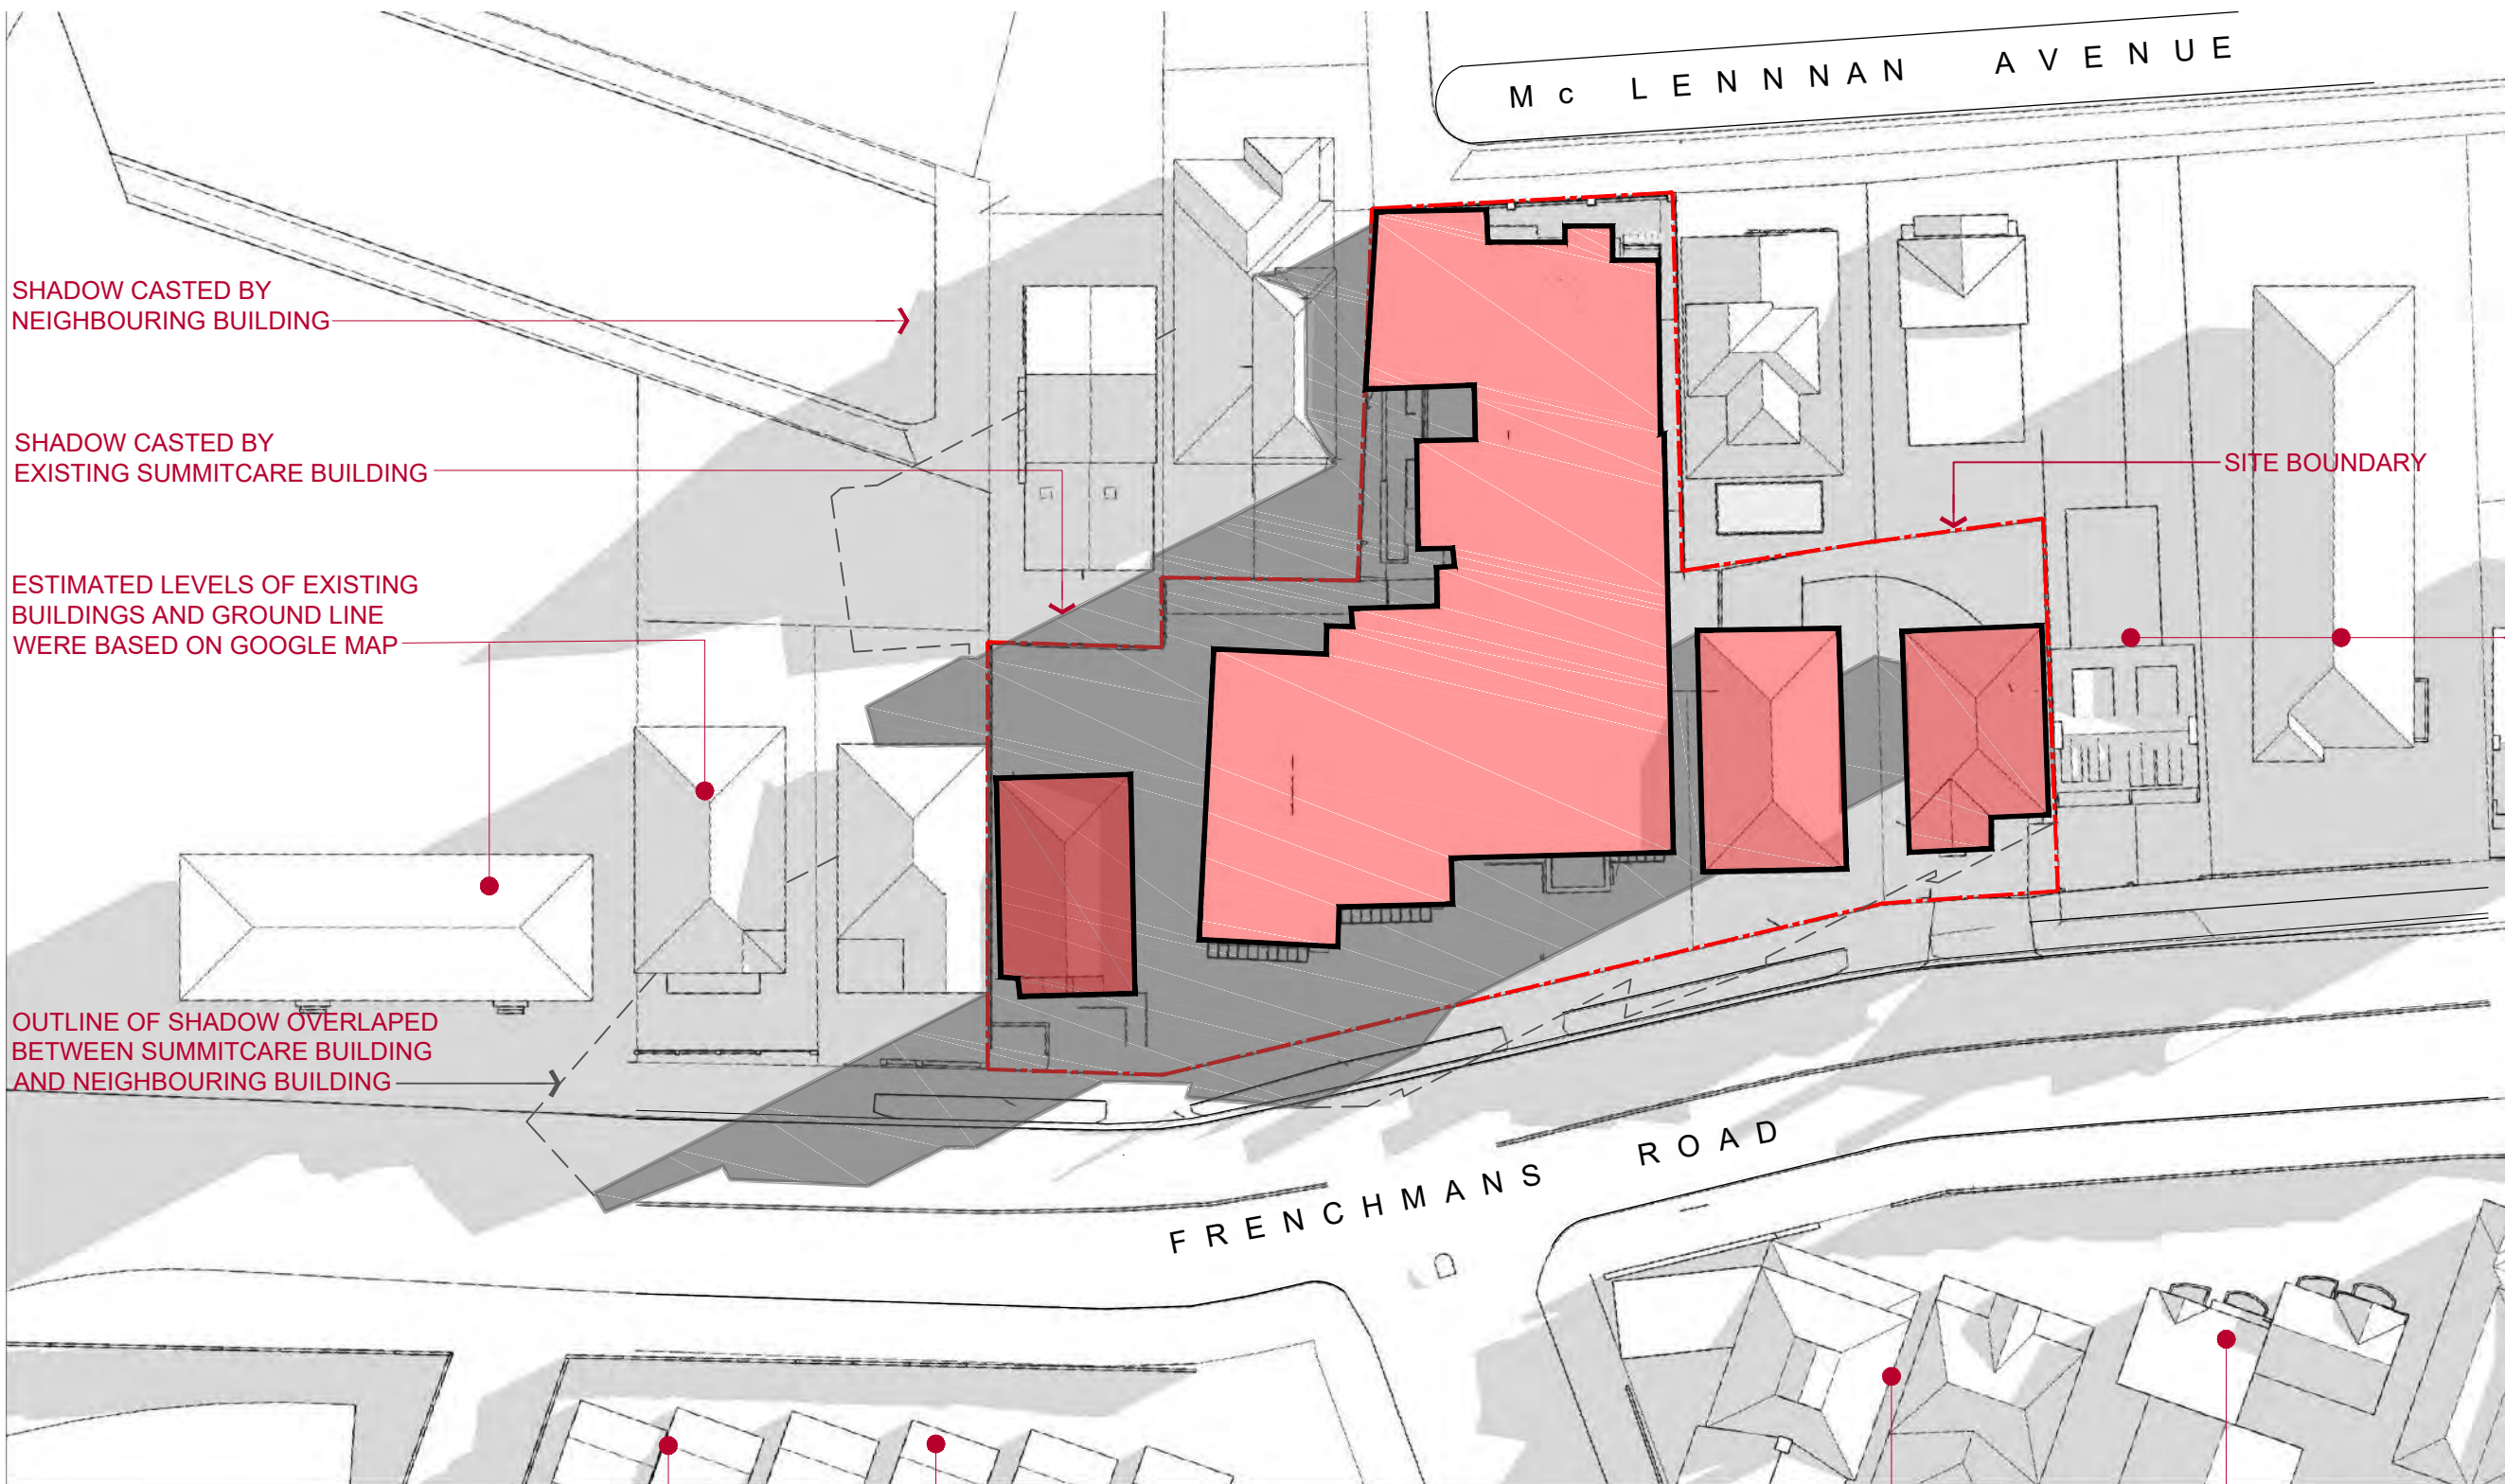 Mc LENNNAN AVENUE
SHADOW CASTED BY
NEIGHBOURING BUILDING
SHADOW CASTED BY
EXISTING SUMMITCARE BUILDING
SITE BOUNDARY
ESTIMATED LEVELS OF EXISTING
BUILDINGS AND GROUND LINE
WERE BASED ON GOOGLE MAP
OUTLINE OF SHADOW OVERLAPED
BETWEEN SUMMITCARE BUILDING
AND NEIGHBOURING BUILDING
FRENCHMANS ROAD